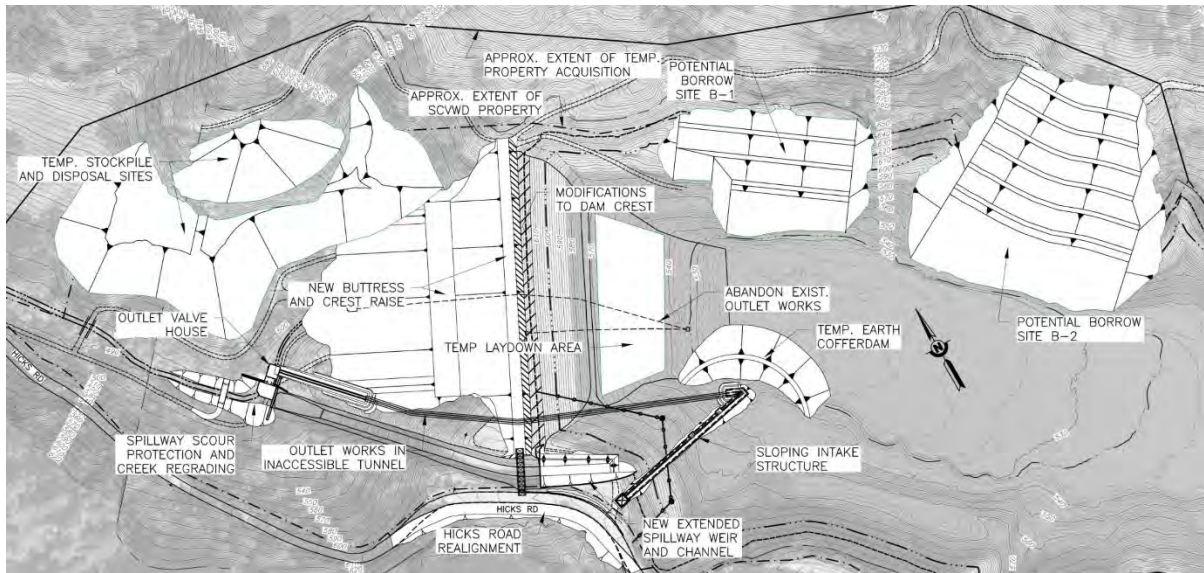 APPROX. EXTENT OF TEMP.
PROPERTY ACQUISITION
APPROX. EXTENT OF
SCVWD PROPERTY
POTENTIAL
BORROW
SITE B-1
TEMP. STOCKPILE
AND DISPOSAL SITES
MODIFICATIONS
TO DAM CREST
NEW BUTTRESS
AND CREST RAISE
ABANDON EXIST.
OUTLET WORKS
OUTLET VALVE
HOUSE
TEMP LAYDOWN AREA
TEMP. EARTH
COFFERDAM
POTENTIAL BORROW
SITE B-2
N
HICKS RD
SPILLWAY SCOUR
PROTECTION AND
CREEK REGRADING
OUTLET WORKS IN
INACCESSIBLE TUNNEL
SLOPING INTAKE
STRUCTURE
HICKS RD
HICKS ROAD
REALIGNMENT
NEW EXTENDED
SPILLWAY WEIR
AND CHANNEL